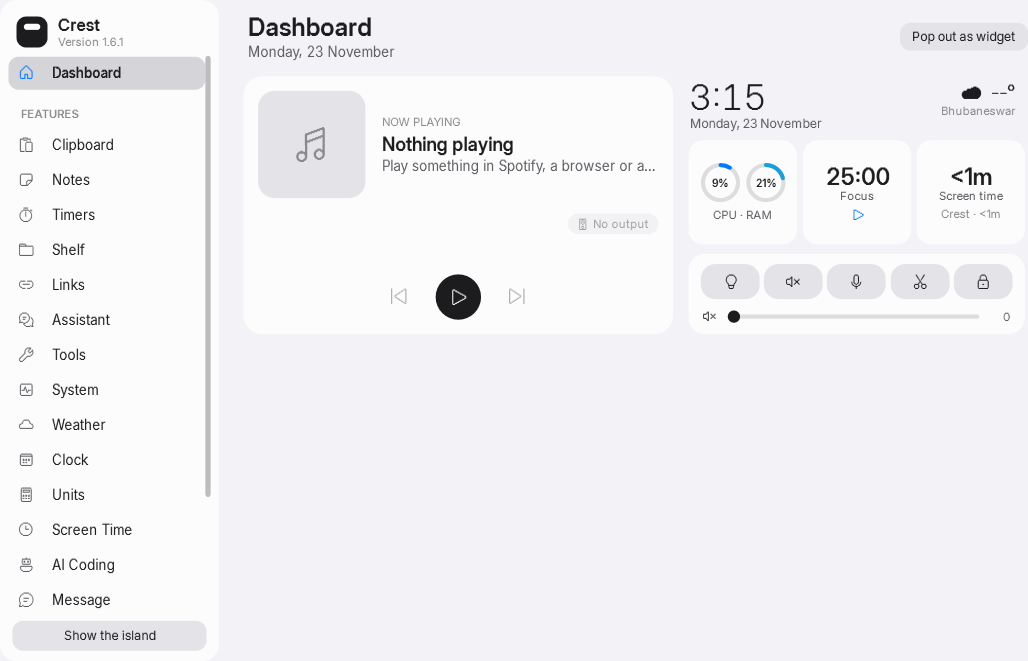 Crest
Version 1.6.1
Dashboard
FEATURES
Clipboard
Notes
Timers
Shelf
Links
Assistant
Tools
System
Weather
Clock
Units
Screen Time
AI Coding
Message
Show the island
Dashboard
Monday, 23 November
Pop out as widget
NOW PLAYING
Nothing playing
Play something in Spotify, a browser or a...
No output
3:15
Monday, 23 November
--°
Bhubaneswar
9%
21%
CPU · RAM
25:00
Focus
<1m
Screen time
Crest · <1m
0